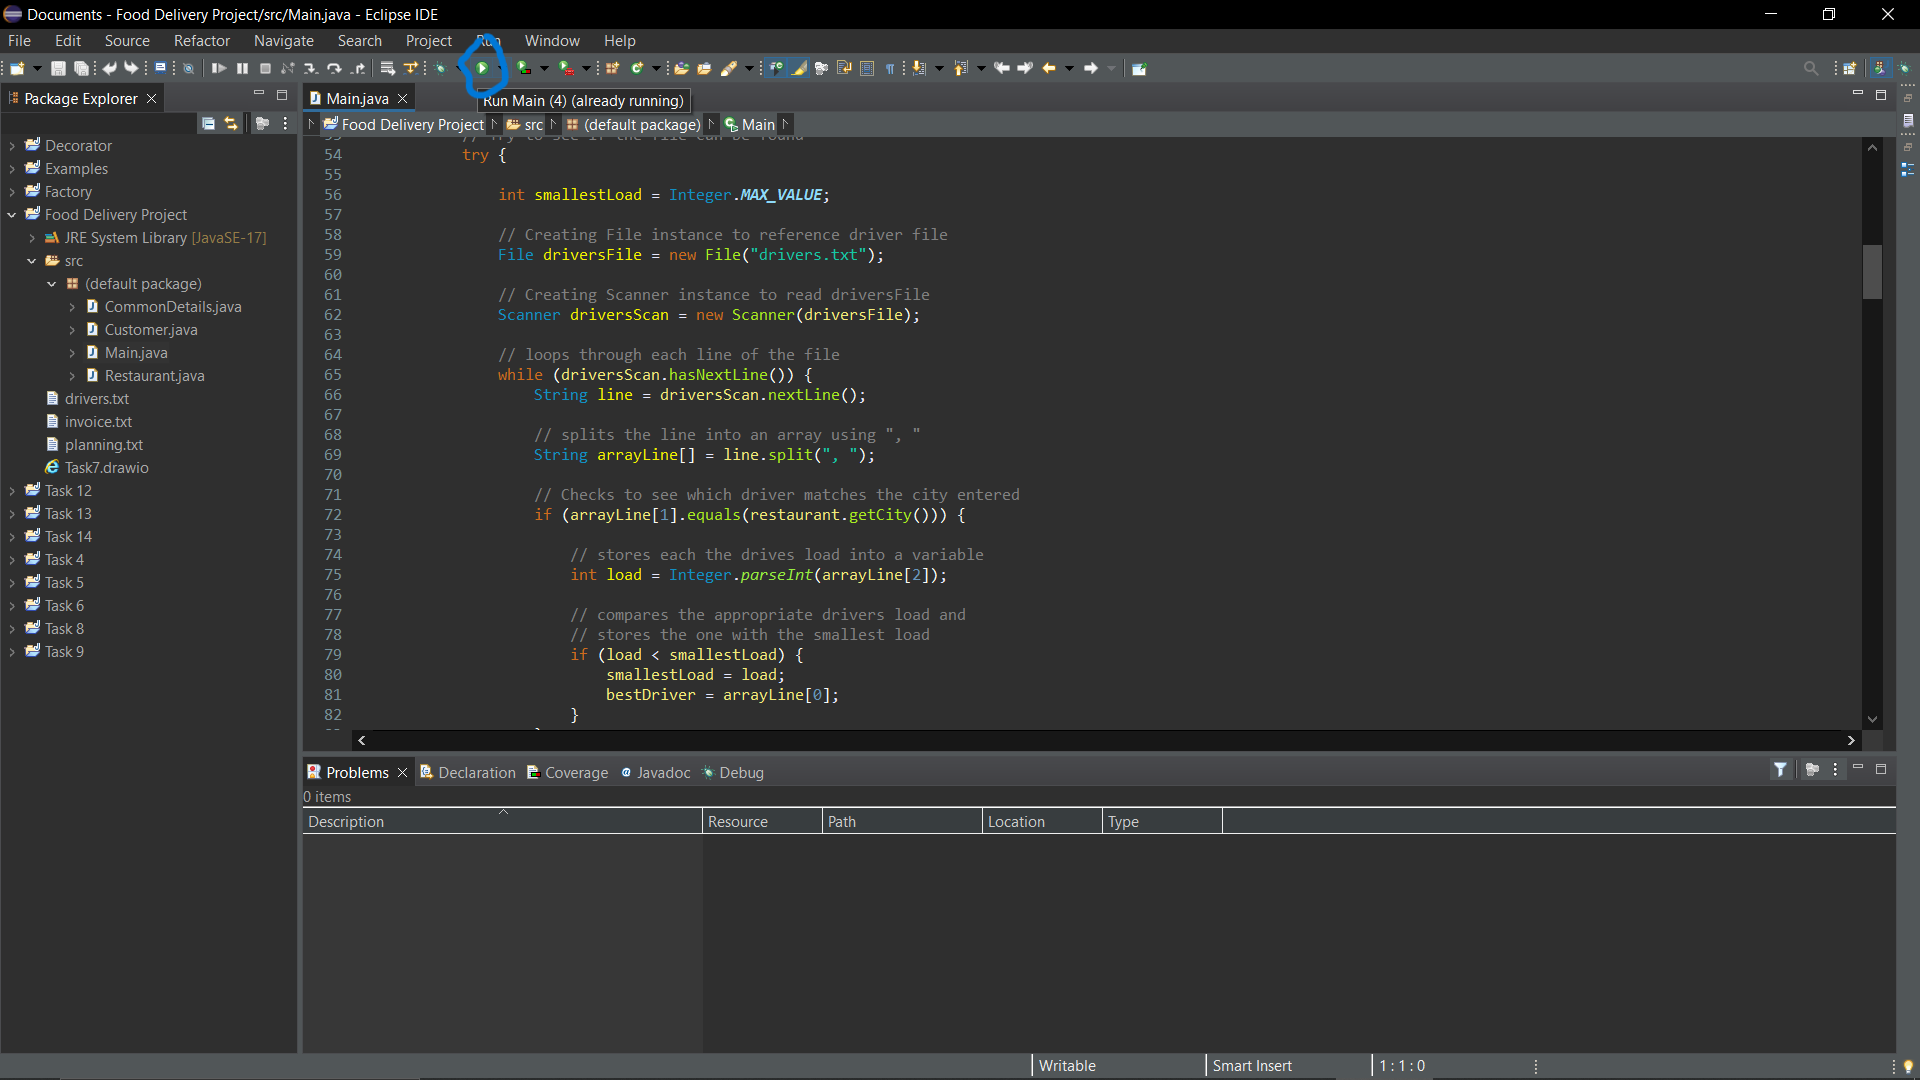 Documents - Food Delivery Project/src/Main.java - Eclipse IDE
File Edit Source Refactor Navigate Search Project Run Window Help
Package Explorer
Main.java
Run Main (4) (already running)
Food Delivery Project src (default package) Main
Decorator
Examples
Factory
Food Delivery Project
JRE System Library [JavaSE-17]
src
(default package)
CommonDetails.java
Customer.java
Main.java
Restaurant.java
drivers.txt
invoice.txt
planning.txt
Task7.drawio
Task 12
Task 13
Task 14
Task 4
Task 5
Task 6
Task 8
Task 9
53 // Try to see if the file can be found
54 try {
55
56 int smallestLoad = Integer.MAX_VALUE;
57
58 // Creating File instance to reference driver file
59 File driversFile = new File("drivers.txt");
60
61 // Creating Scanner instance to read driversFile
62 Scanner driversScan = new Scanner(driversFile);
63
64 // loops through each line of the file
65 while (driversScan.hasNextLine()) {
66 String line = driversScan.nextLine();
67
68 // splits the line into an array using ", "
69 String arrayLine[] = line.split(", ");
70
71 // Checks to see which driver matches the city entered
72 if (arrayLine[1].equals(restaurant.getCity())) {
73
74 // stores each the drives load into a variable
75 int load = Integer.parseInt(arrayLine[2]);
76
77 // compares the appropriate drivers load and
78 // stores the one with the smallest load
79 if (load < smallestLoad) {
80 smallestLoad = load;
81 bestDriver = arrayLine[0];
82 }
Problems Declaration Coverage Javadoc Debug
0 items
Description Resource Path Location Type
Writable Smart Insert 1 : 1 : 0